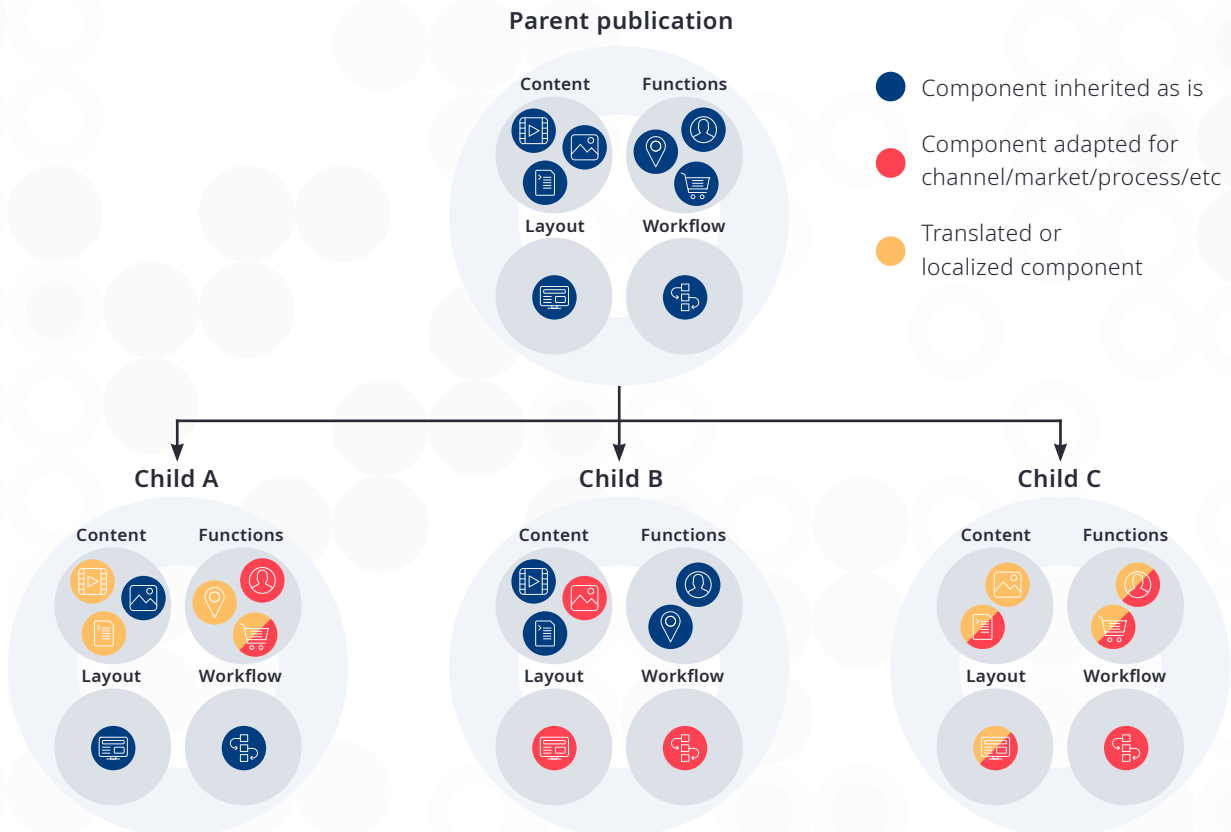 Parent publication
Content
Functions
Layout
Workflow
Component inherited as is
Component adapted for
channel/market/process/etc
Translated or
localized component
Child A
Content
Functions
Layout
Workflow
Child B
Content
Functions
Layout
Workflow
Child C
Content
Functions
Layout
Workflow